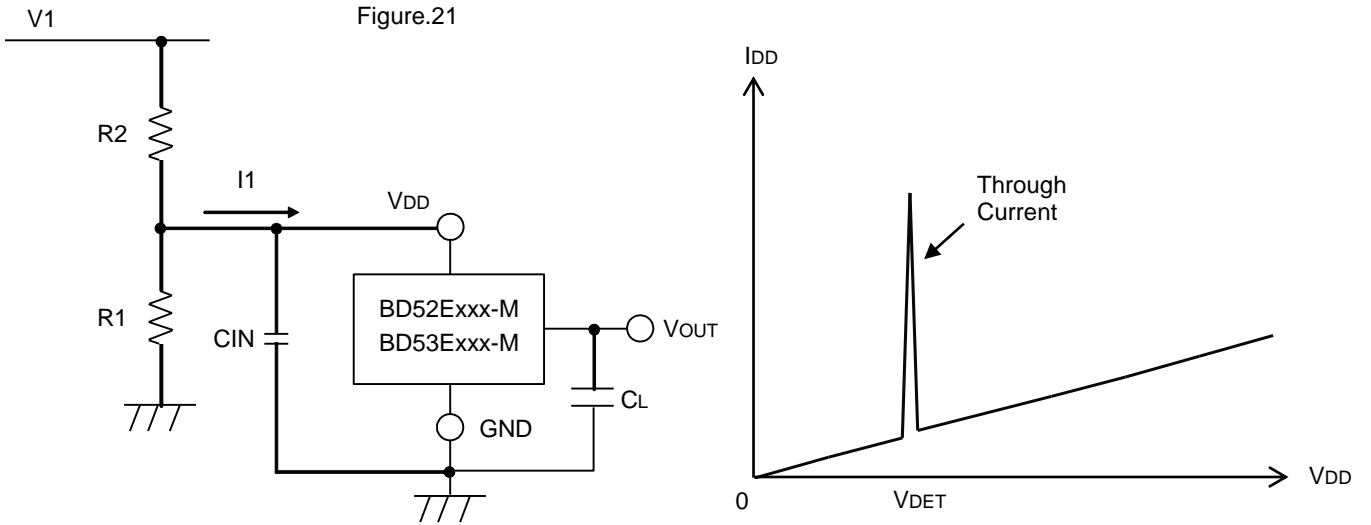 V1
Figure.21
R2
I1
VDD
R1
CIN
BD52Exxx-M
BD53Exxx-M
VOUT
CL
GND
IDD
Through
Current
0
VDET
VDD